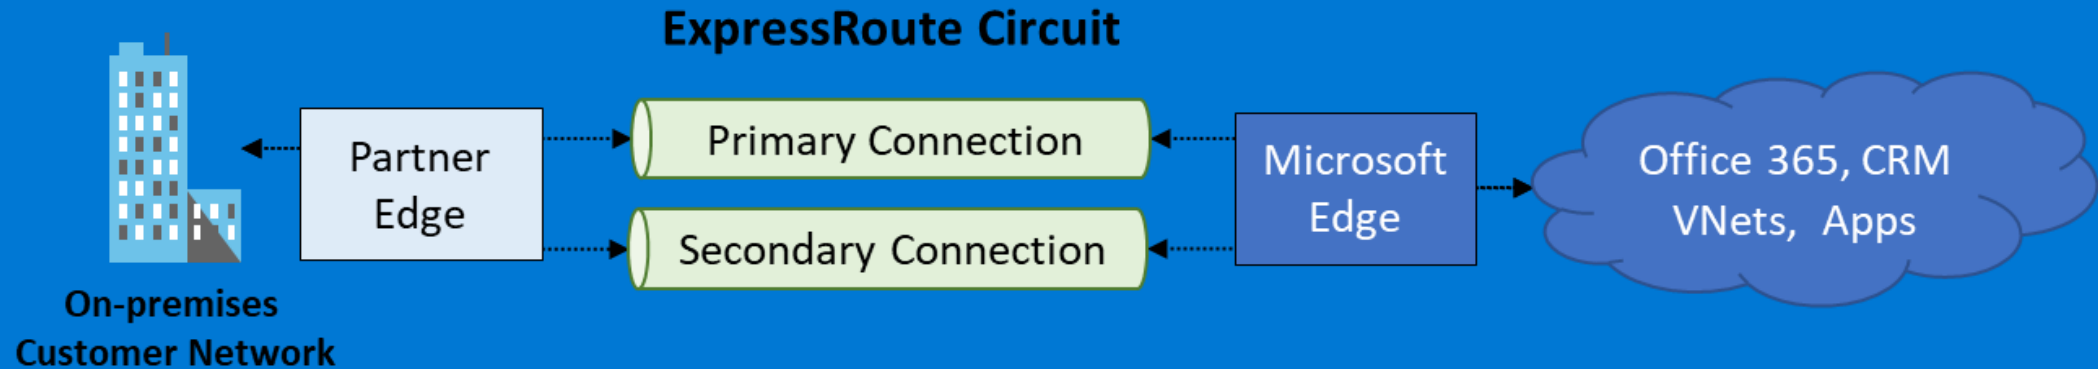 ExpressRoute Circuit
Partner
Edge
Primary Connection
Secondary Connection
Microsoft
Edge
Office 365, CRM
VNets, Apps
On-premises
Customer Network